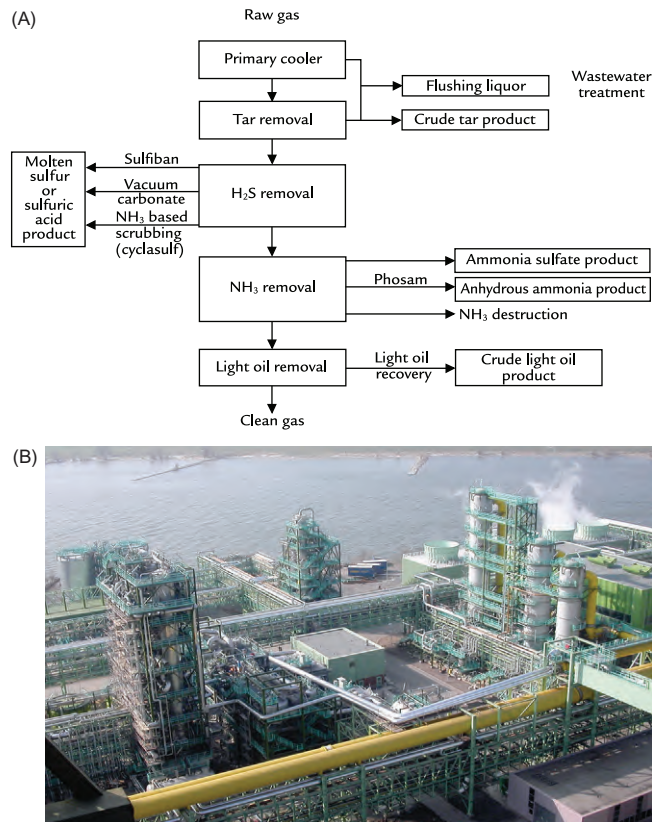 (A)
Raw gas
Primary cooler
Flushing liquor
Wastewater
treatment
Tar removal
Crude tar product
Molten
sulfur
or
sulfuric
acid
product
Sulfiban
Vacuum
carbonate
NH₃ based
scrubbing
(cyclasulf)
H₂S removal
NH₃ removal
Ammonia sulfate product
Phosam
Anhydrous ammonia product
NH₃ destruction
Light oil removal
Light oil
recovery
Crude light oil
product
Clean gas
(B)